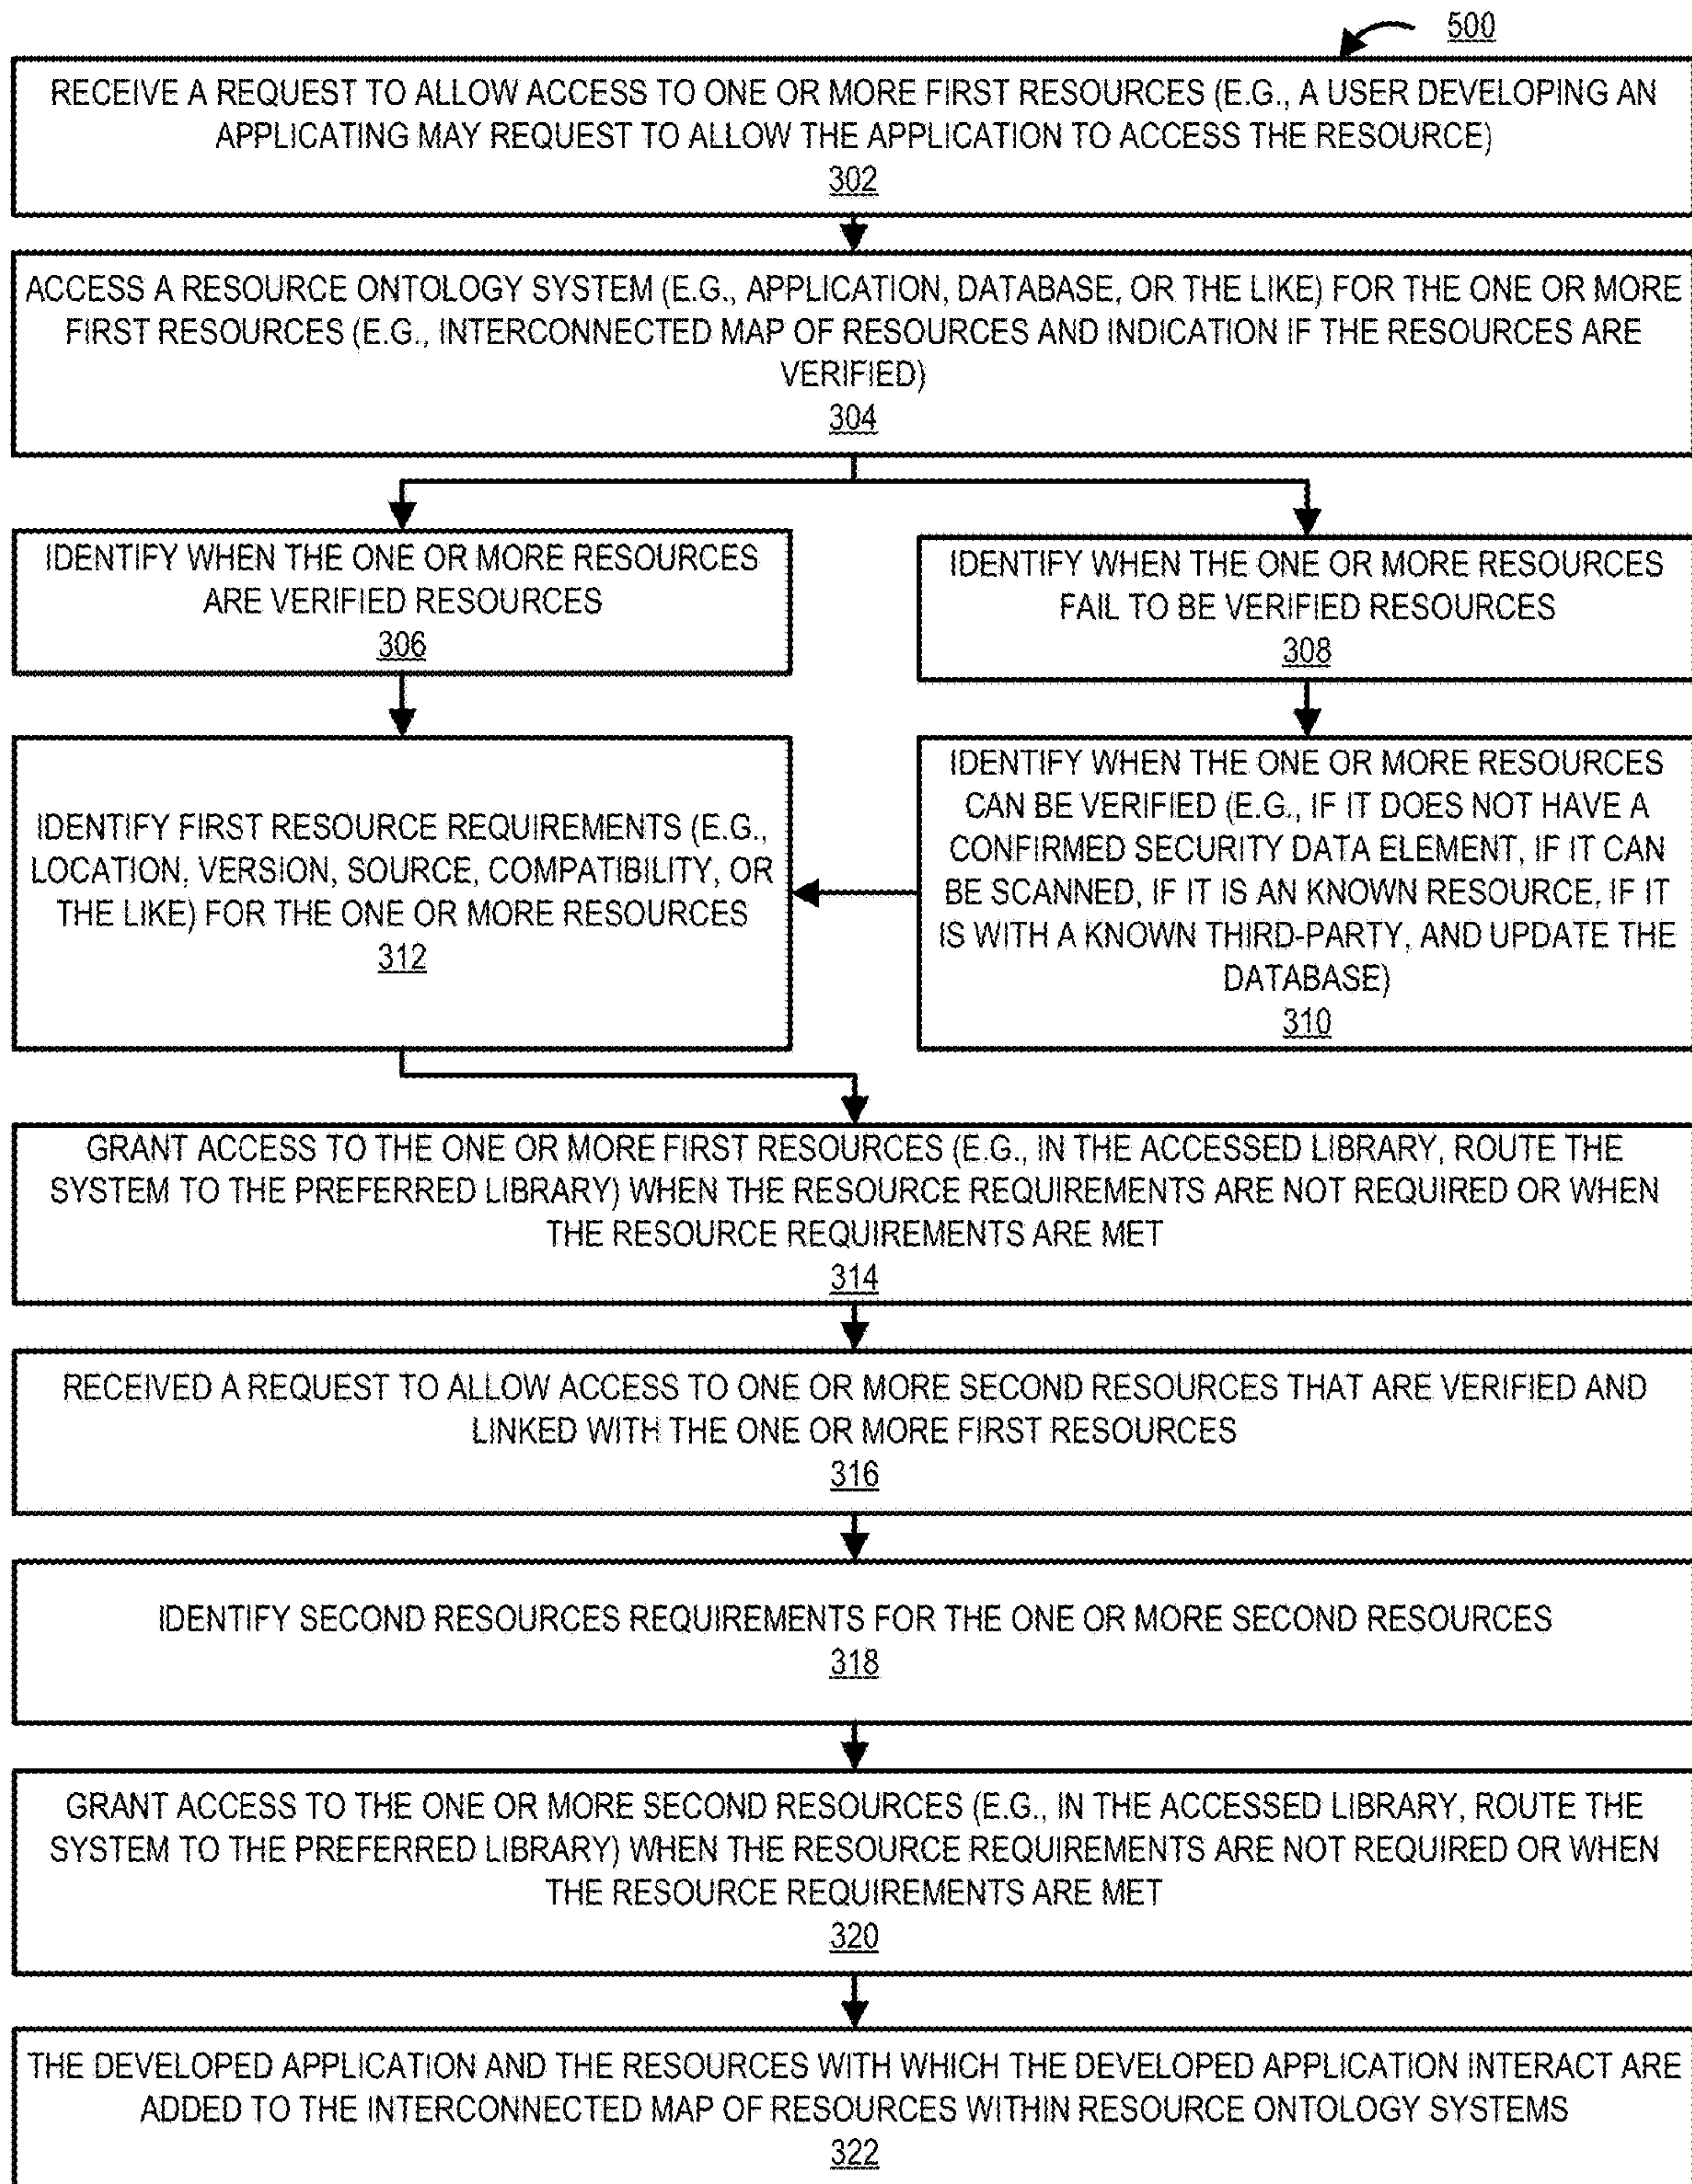 500
RECEIVE A REQUEST TO ALLOW ACCESS TO ONE OR MORE FIRST RESOURCES (E.G., A USER DEVELOPING AN
APPLICATING MAY REQUEST TO ALLOW THE APPLICATION TO ACCESS THE RESOURCE)
302
ACCESS A RESOURCE ONTOLOGY SYSTEM (E.G., APPLICATION, DATABASE, OR THE LIKE) FOR THE ONE OR MORE
FIRST RESOURCES (E.G., INTERCONNECTED MAP OF RESOURCES AND INDICATION IF THE RESOURCES ARE
VERIFIED)
304
IDENTIFY WHEN THE ONE OR MORE RESOURCES
ARE VERIFIED RESOURCES
306
IDENTIFY WHEN THE ONE OR MORE RESOURCES
FAIL TO BE VERIFIED RESOURCES
308
IDENTIFY FIRST RESOURCE REQUIREMENTS (E.G.,
LOCATION, VERSION, SOURCE, COMPATIBILITY, OR
THE LIKE) FOR THE ONE OR MORE RESOURCES
312
IDENTIFY WHEN THE ONE OR MORE RESOURCES
CAN BE VERIFIED (E.G., IF IT DOES NOT HAVE A
CONFIRMED SECURITY DATA ELEMENT, IF IT CAN
BE SCANNED, IF IT IS AN KNOWN RESOURCE, IF IT
IS WITH A KNOWN THIRD-PARTY, AND UPDATE THE
DATABASE)
310
GRANT ACCESS TO THE ONE OR MORE FIRST RESOURCES (E.G., IN THE ACCESSED LIBRARY, ROUTE THE
SYSTEM TO THE PREFERRED LIBRARY) WHEN THE RESOURCE REQUIREMENTS ARE NOT REQUIRED OR WHEN
THE RESOURCE REQUIREMENTS ARE MET
314
RECEIVED A REQUEST TO ALLOW ACCESS TO ONE OR MORE SECOND RESOURCES THAT ARE VERIFIED AND
LINKED WITH THE ONE OR MORE FIRST RESOURCES
316
IDENTIFY SECOND RESOURCES REQUIREMENTS FOR THE ONE OR MORE SECOND RESOURCES
318
GRANT ACCESS TO THE ONE OR MORE SECOND RESOURCES (E.G., IN THE ACCESSED LIBRARY, ROUTE THE
SYSTEM TO THE PREFERRED LIBRARY) WHEN THE RESOURCE REQUIREMENTS ARE NOT REQUIRED OR WHEN
THE RESOURCE REQUIREMENTS ARE MET
320
THE DEVELOPED APPLICATION AND THE RESOURCES WITH WHICH THE DEVELOPED APPLICATION INTERACT ARE
ADDED TO THE INTERCONNECTED MAP OF RESOURCES WITHIN RESOURCE ONTOLOGY SYSTEMS
322